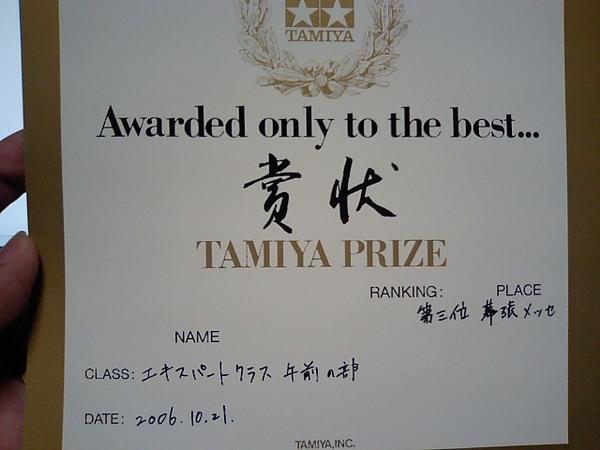 TAMIYA
Awarded only to the best...
賞状
TAMIYA PRIZE
RANKING: PLACE
第三位 幕張メッセ
NAME
CLASS: エキスパートクラス 午前の部
DATE: 2006.10.21.
TAMIYA,INC.